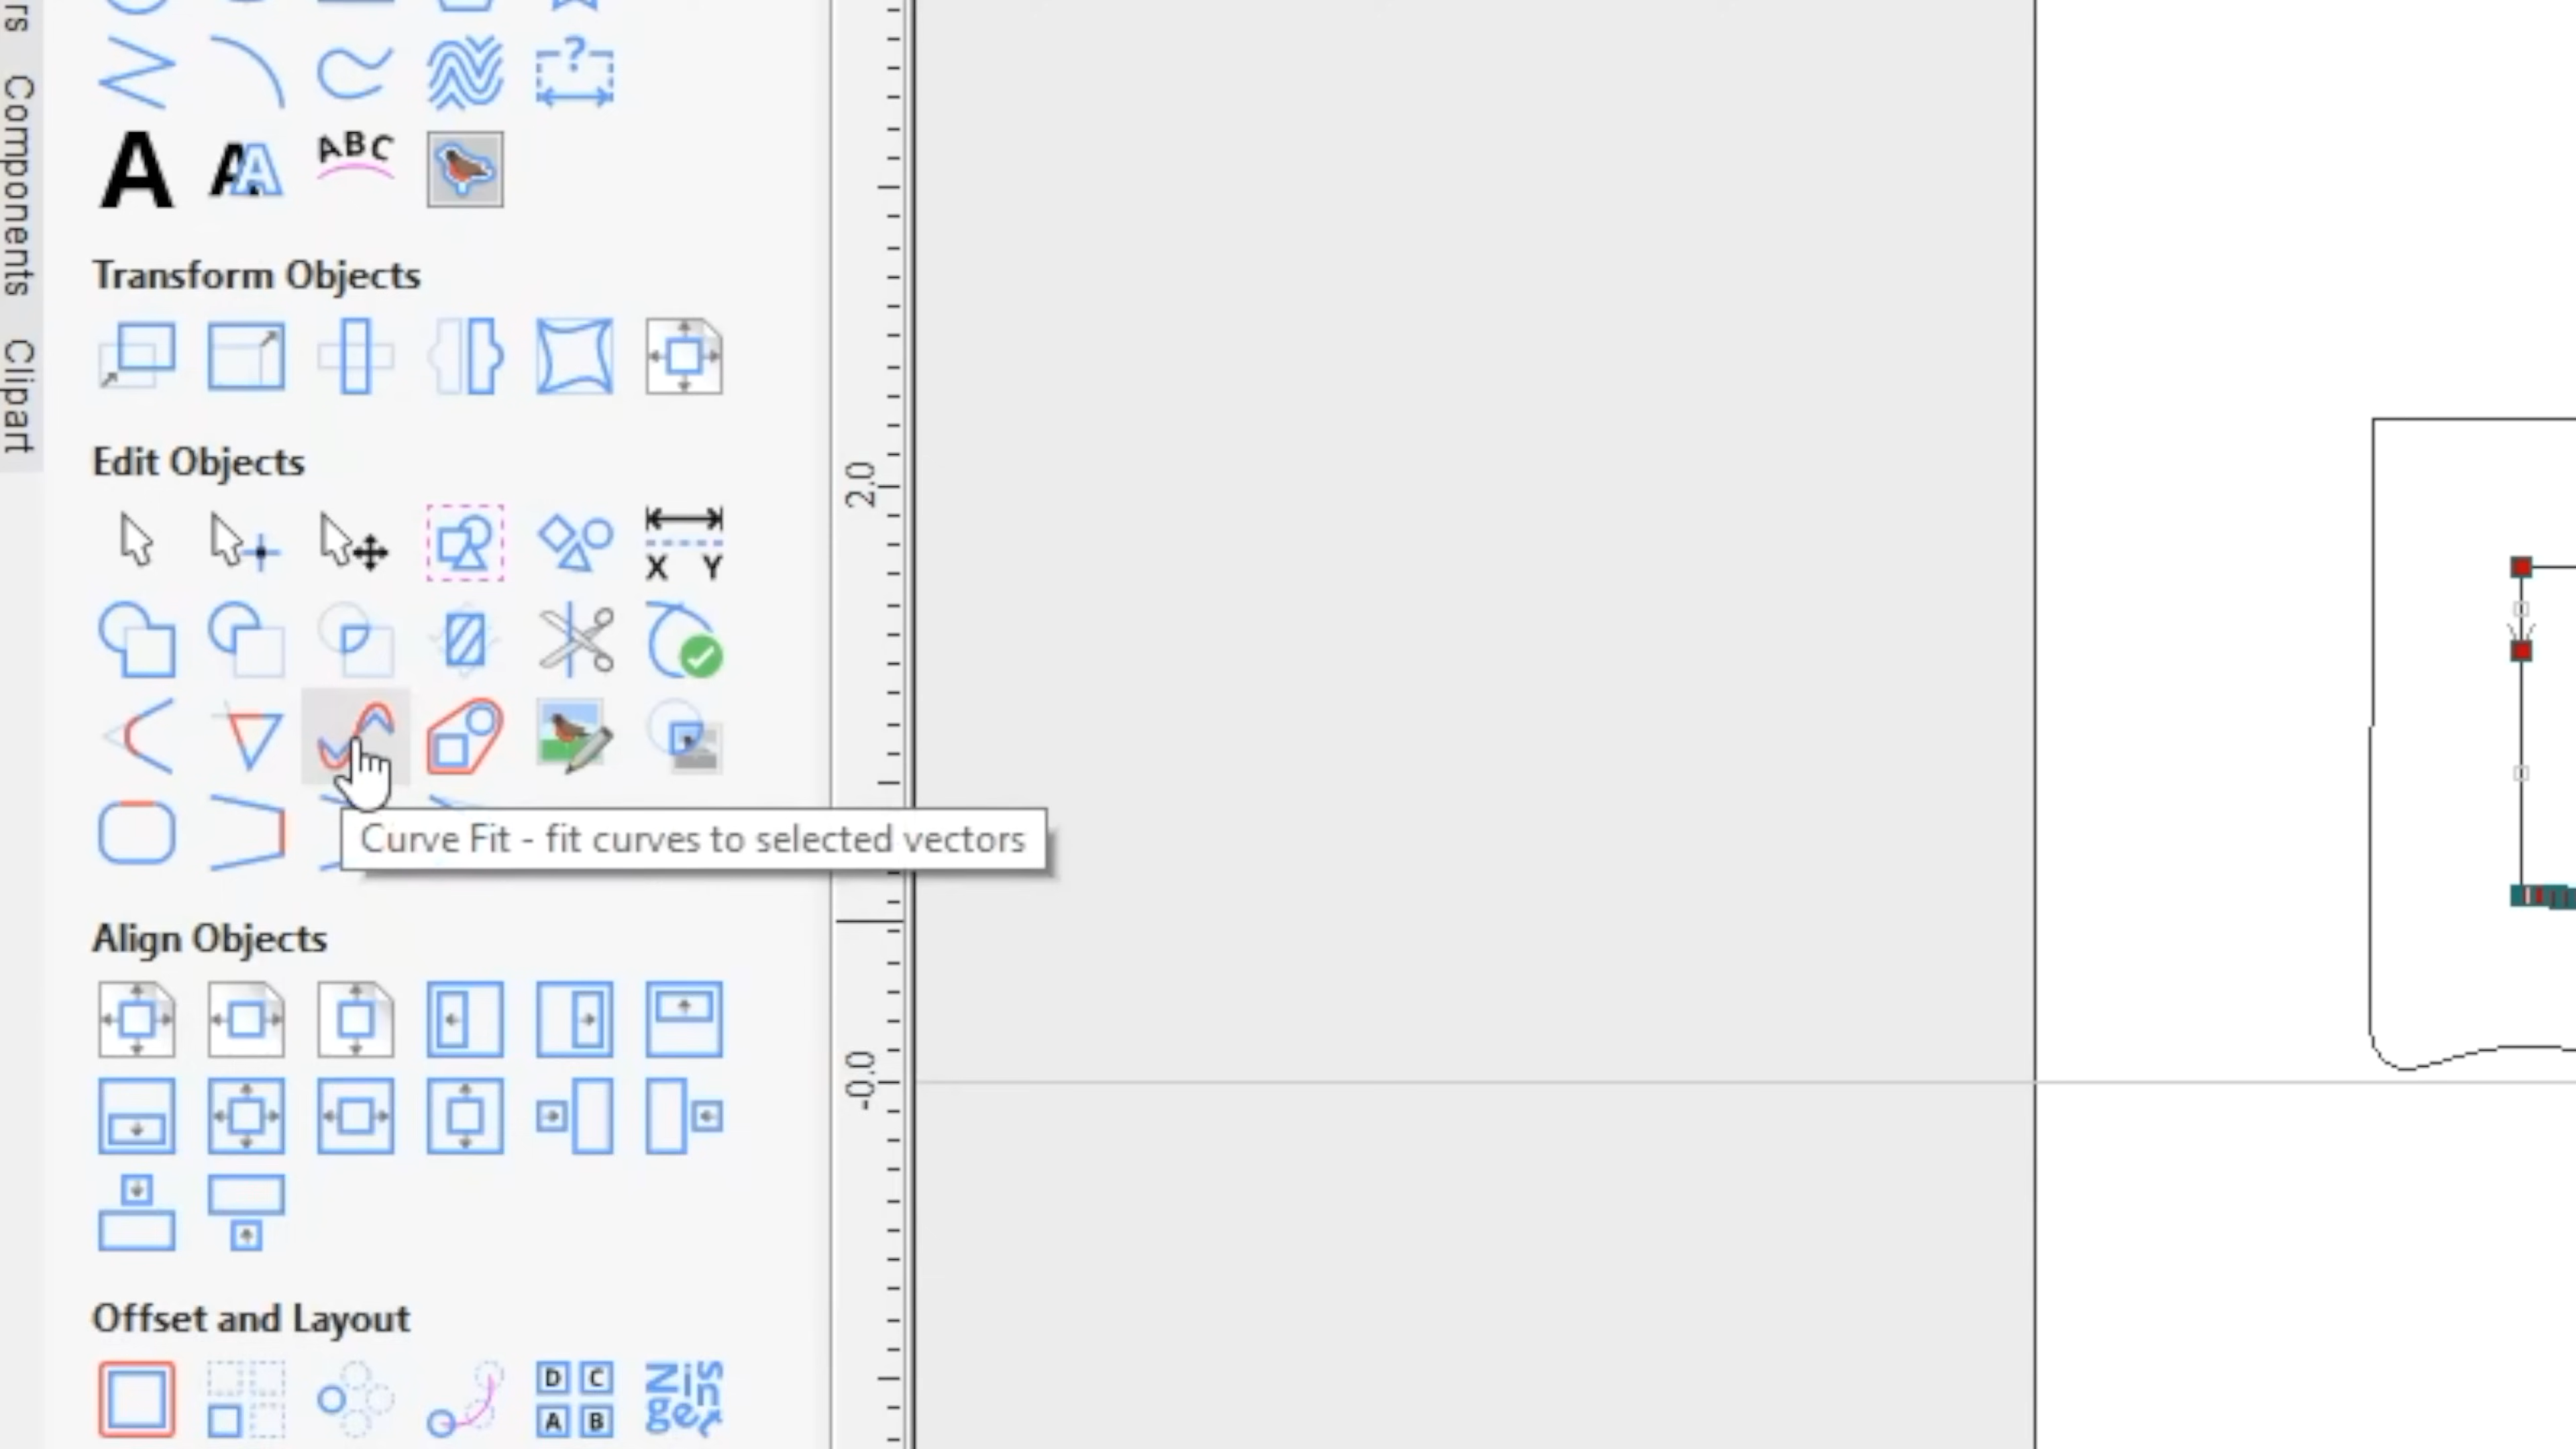 rs
Components
Clipart
?
A
A A
ABC
Transform Objects
Edit Objects
X Y
Curve Fit - fit curves to selected vectors
Align Objects
Offset and Layout
D C
A B
2.0
-0.0